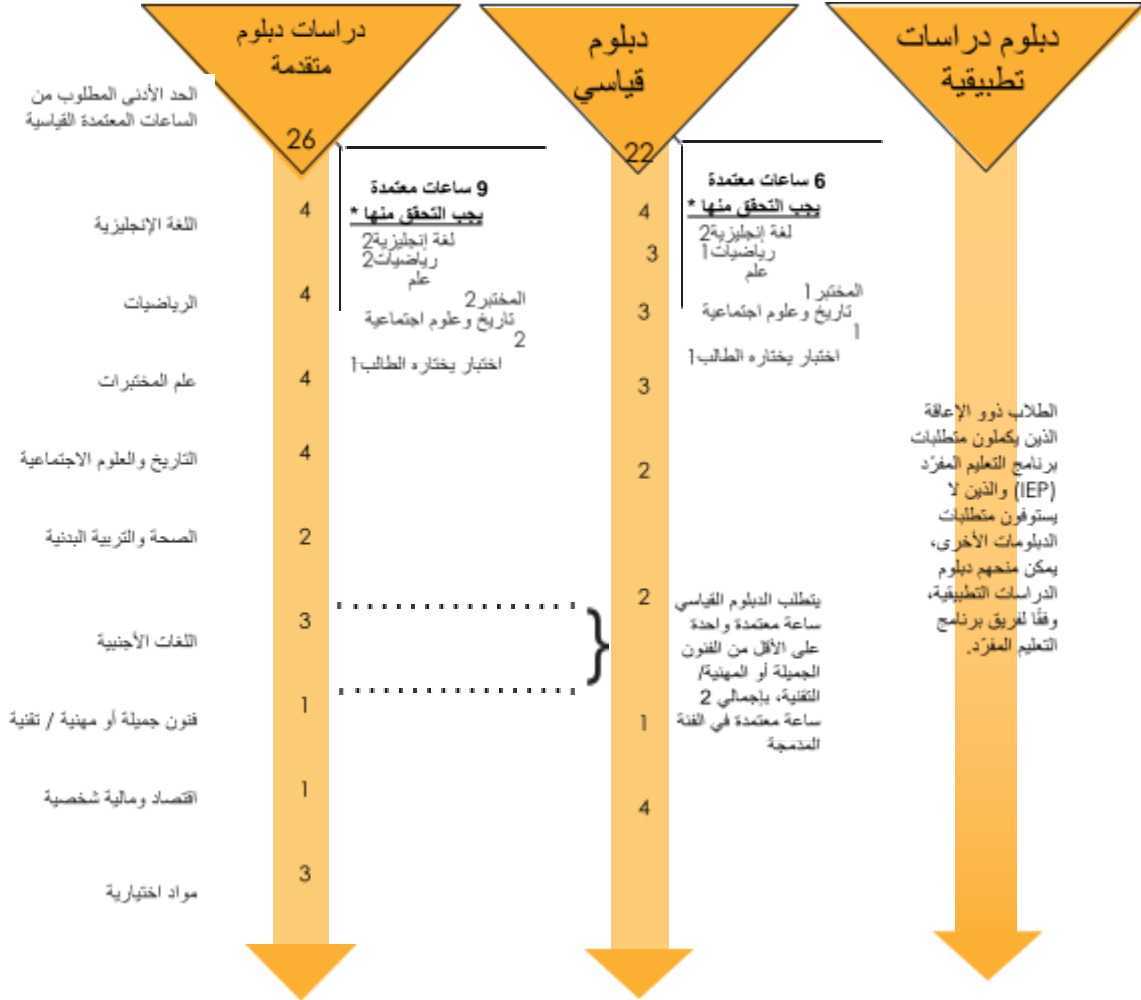 دراسات دبلوم
متقدمة
دبلوم
قياسي
دبلوم دراسات
تطبيقية
الحد الأدنى المطلوب من
الساعات المعتمدة القياسية
26
22
9 ساعات معتمدة
يجب التحقق منها *
لغة إنجليزية2
رياضيات2
علم
المختبر 2
تاريخ وعلوم اجتماعية
2
اختبار يختاره الطالب1
6 ساعات معتمدة
يجب التحقق منها *
لغة إنجليزية2
رياضيات1
علم
المختبر 1
تاريخ وعلوم اجتماعية
1
اختبار يختاره الطالب1
اللغة الإنجليزية
4
4
3
الرياضيات
4
3
علم المختبرات
4
3
التاريخ والعلوم الاجتماعية
4
2
الصحة والتربية البدنية
2
2
اللغات الأجنبية
3
فنون جميلة أو مهنية / تقنية
1
1
اقتصاد ومالية شخصية
1
4
مواد اختيارية
3
يتطلب الدبلوم القياسي
ساعة معتمدة واحدة
على الأقل من الفنون
الجميلة أو المهنية/
التقنية، بإجمالي 2
ساعة معتمدة في الفئة
المدمجة
الطلاب ذوو الإعاقة
الذين يكملون متطلبات
برنامج التعليم المفرّد
(IEP) والذين لا
يستوفون متطلبات
الدبلومات الأخرى،
يمكن منحهم دبلوم
الدراسات التطبيقية،
وفقًا لفريق برنامج
التعليم المفرّد.